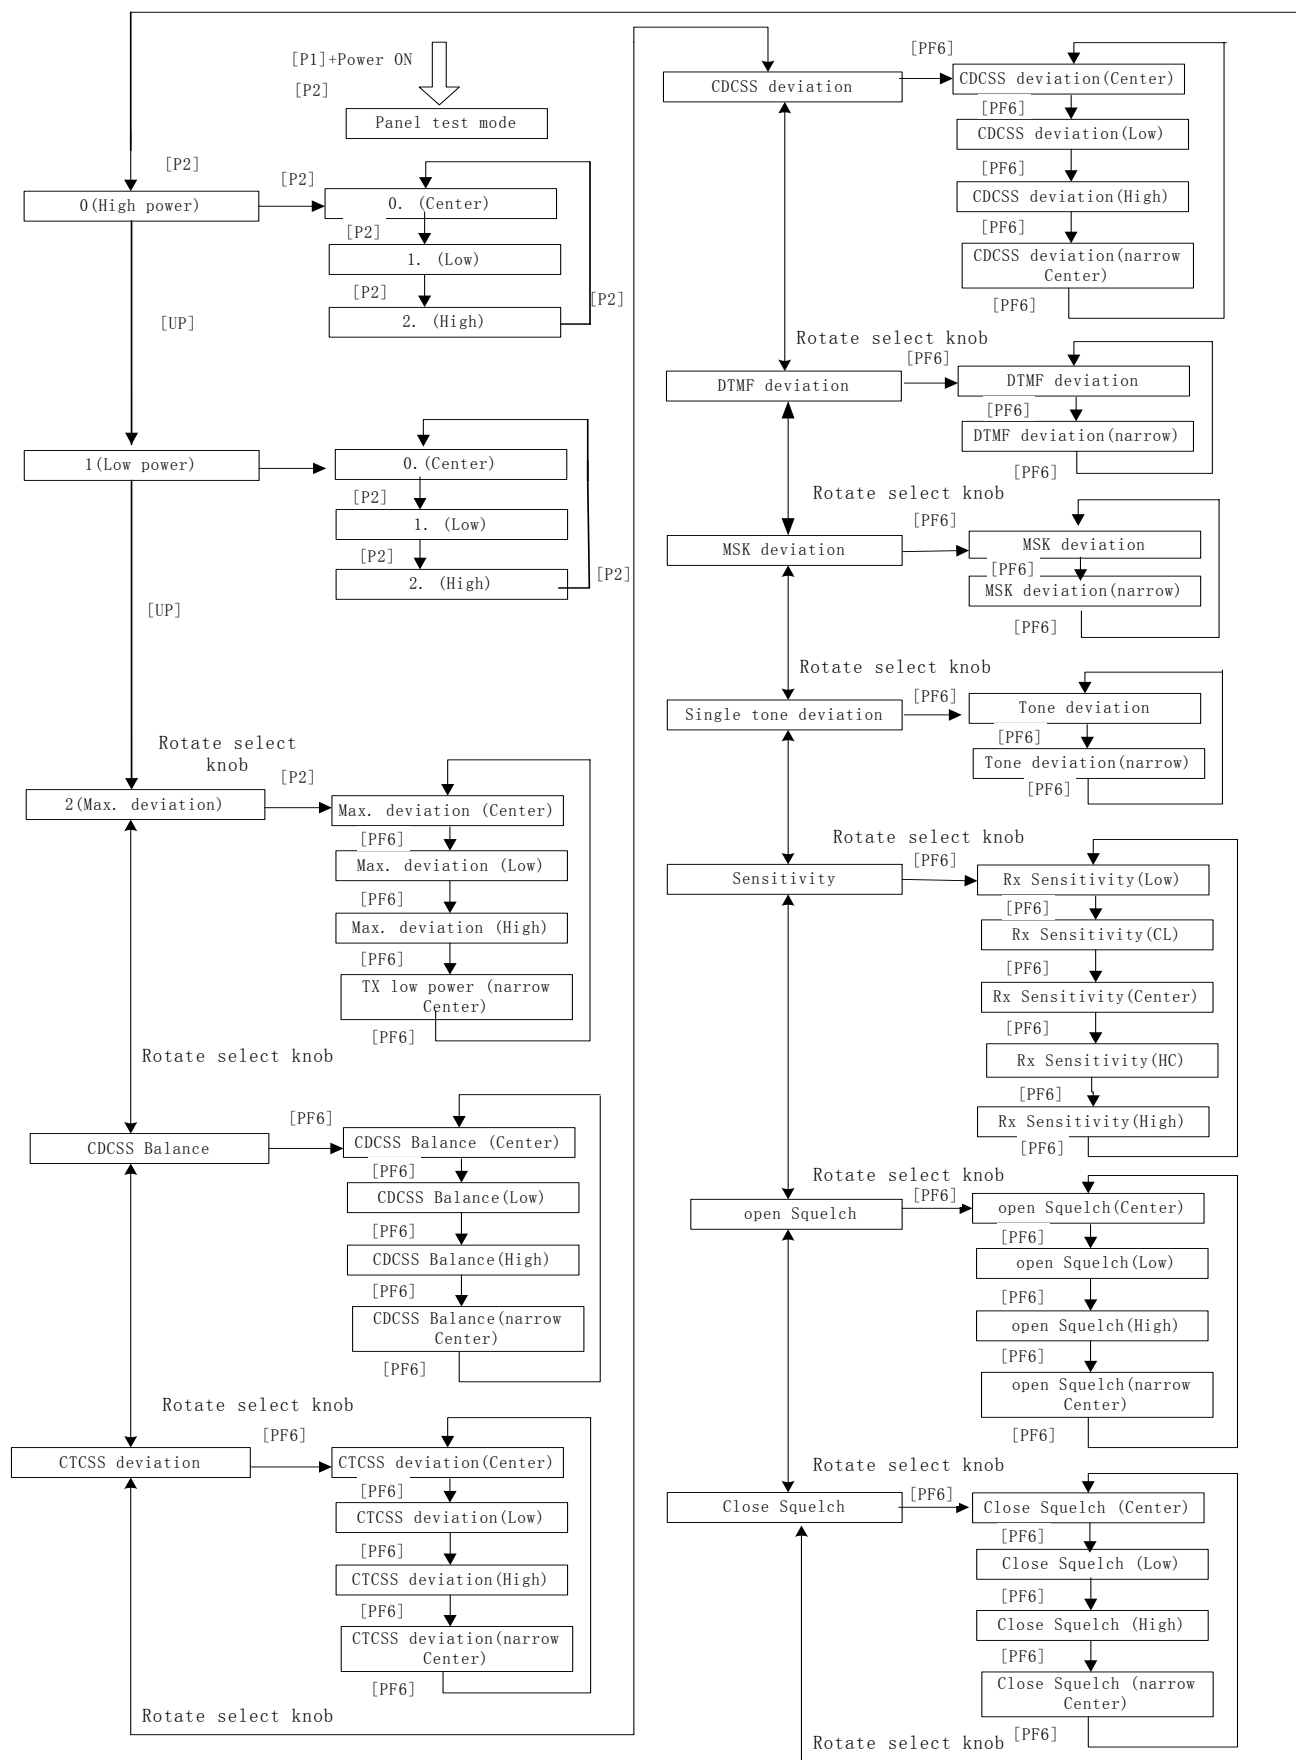 [P1]+Power ON
[P2]
Panel test mode
[P2]
0(High power)
[P2]
0. (Center)
[P2]
1. (Low)
[P2]
2. (High)
[P2]
[UP]
1(Low power)
0.(Center)
[P2]
1. (Low)
[P2]
2. (High)
[P2]
[UP]
Rotate select
knob
2(Max. deviation)
[P2]
Max. deviation (Center)
[PF6]
Max. deviation (Low)
[PF6]
Max. deviation (High)
[PF6]
TX low power (narrow
Center)
[PF6]
Rotate select knob
CDCSS Balance
[PF6]
CDCSS Balance (Center)
[PF6]
CDCSS Balance(Low)
[PF6]
CDCSS Balance(High)
[PF6]
CDCSS Balance(narrow
Center)
[PF6]
Rotate select knob
CTCSS deviation
[PF6]
CTCSS deviation(Center)
[PF6]
CTCSS deviation(Low)
[PF6]
CTCSS deviation(High)
[PF6]
CTCSS deviation(narrow
Center)
[PF6]
Rotate select knob
CDCSS deviation
[PF6]
CDCSS deviation(Center)
[PF6]
CDCSS deviation(Low)
[PF6]
CDCSS deviation(High)
[PF6]
CDCSS deviation(narrow
Center)
[PF6]
Rotate select knob
DTMF deviation
[PF6]
DTMF deviation
[PF6]
DTMF deviation(narrow)
[PF6]
Rotate select knob
MSK deviation
[PF6]
MSK deviation
[PF6]
MSK deviation(narrow)
[PF6]
Rotate select knob
Single tone deviation
[PF6]
Tone deviation
[PF6]
Tone deviation(narrow)
[PF6]
Rotate select knob
Sensitivity
[PF6]
Rx Sensitivity(Low)
[PF6]
Rx Sensitivity(CL)
[PF6]
Rx Sensitivity(Center)
[PF6]
Rx Sensitivity(HC)
[PF6]
Rx Sensitivity(High)
[PF6]
Rotate select knob
open Squelch
[PF6]
open Squelch(Center)
[PF6]
open Squelch(Low)
[PF6]
open Squelch(High)
[PF6]
open Squelch(narrow
Center)
[PF6]
Rotate select knob
Close Squelch
[PF6]
Close Squelch (Center)
[PF6]
Close Squelch (Low)
[PF6]
Close Squelch (High)
[PF6]
Close Squelch (narrow
Center)
[PF6]
Rotate select knob